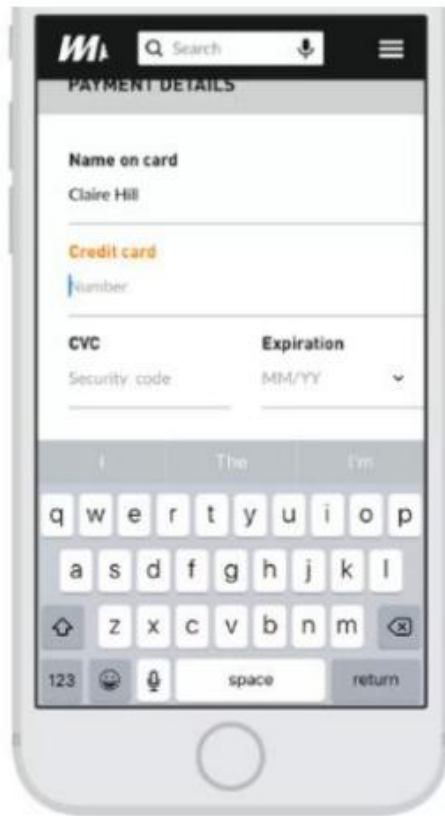 Search
PAYMENT DETAILS
Name on card
Claire Hill
Credit card
Number
CVC Expiration
Security code MM/YY
I The I'm
q w e r t y u i o p
a s d f g h j k l
z x c v b n m
123 space return